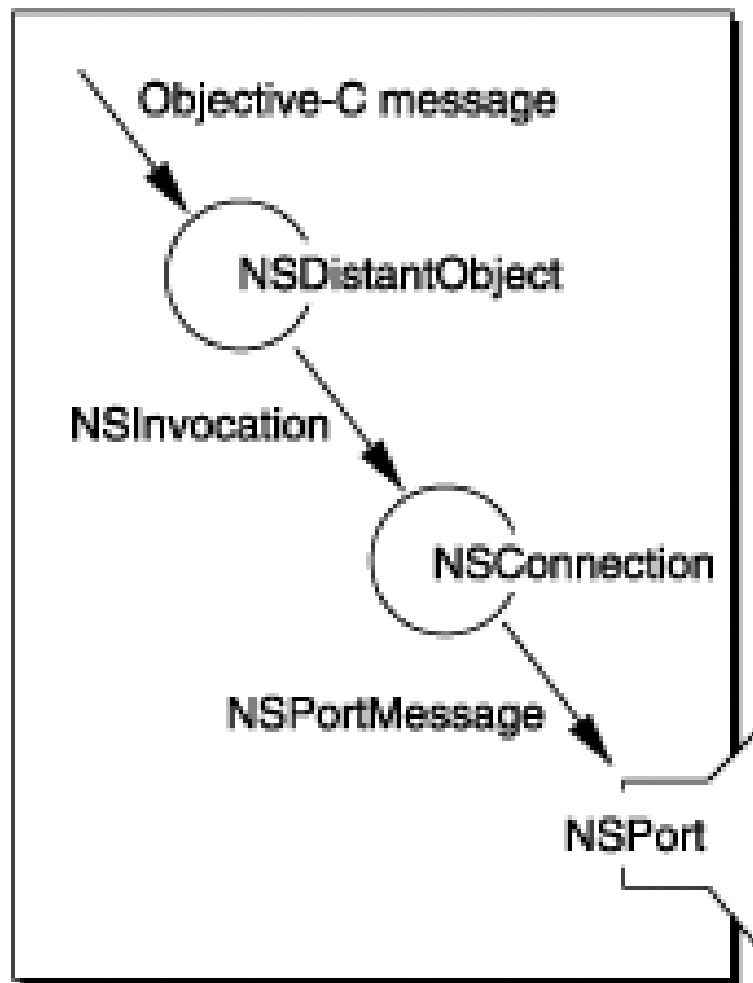 Objective-C message
NSDistantObject
NSInvocation
NSConnection
NSPortMessage
NSPort